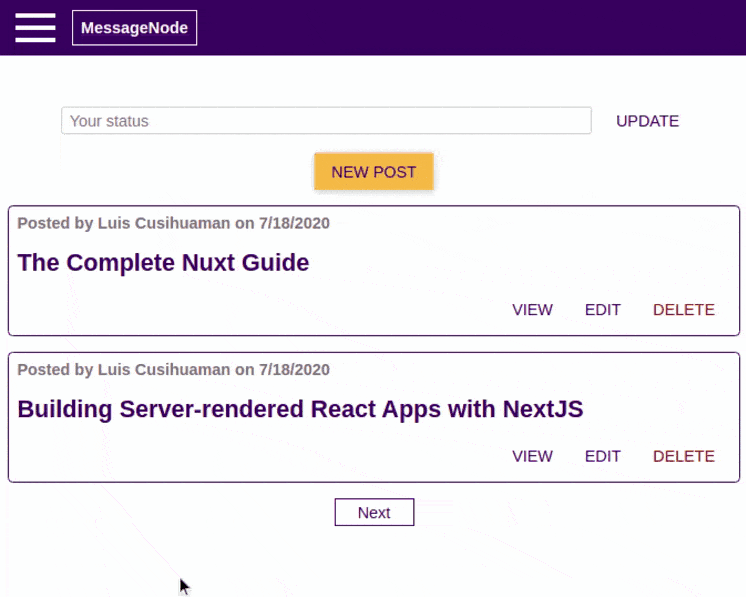 MessageNode
Your status
UPDATE
NEW POST
Posted by Luis Cusihuaman on 7/18/2020
The Complete Nuxt Guide
VIEW EDIT DELETE
Posted by Luis Cusihuaman on 7/18/2020
Building Server-rendered React Apps with NextJS
VIEW EDIT DELETE
Next